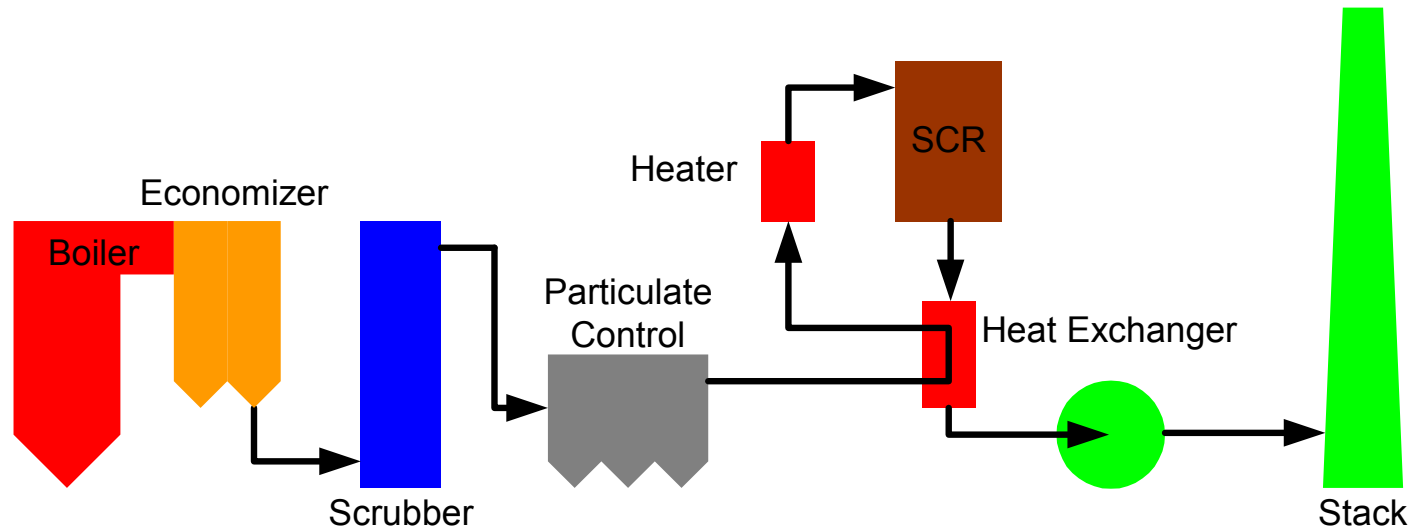 Economizer
Boiler
Scrubber
Particulate
Control
Heater
SCR
Heat Exchanger
Stack